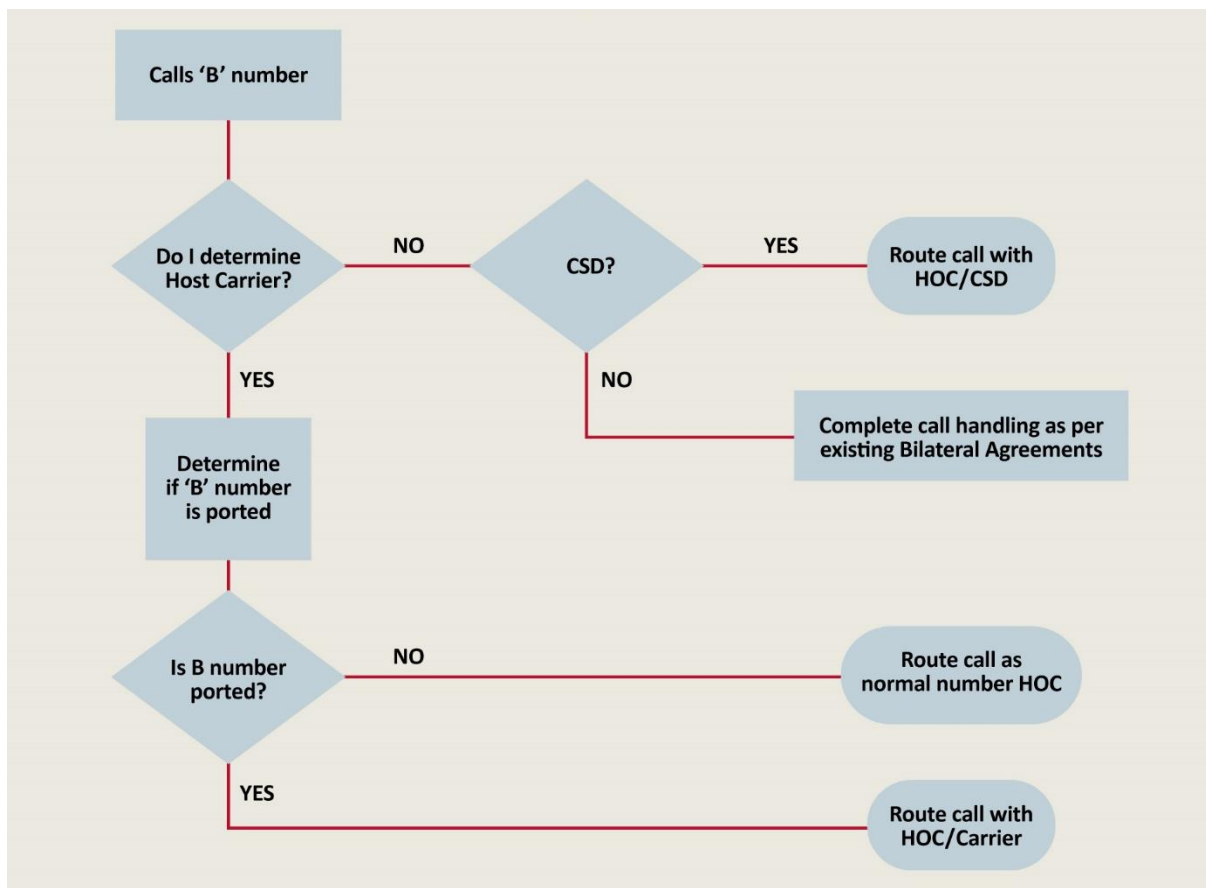 Calls ‘B’ number
Do I determine
Host Carrier?
NO
CSD?
YES
Route call with
HOC/CSD
YES
NO
Complete call handling as per
existing Bilateral Agreements
Determine
if ‘B’ number
is ported
Is B number
ported?
NO
Route call as
normal number HOC
YES
Route call with
HOC/Carrier